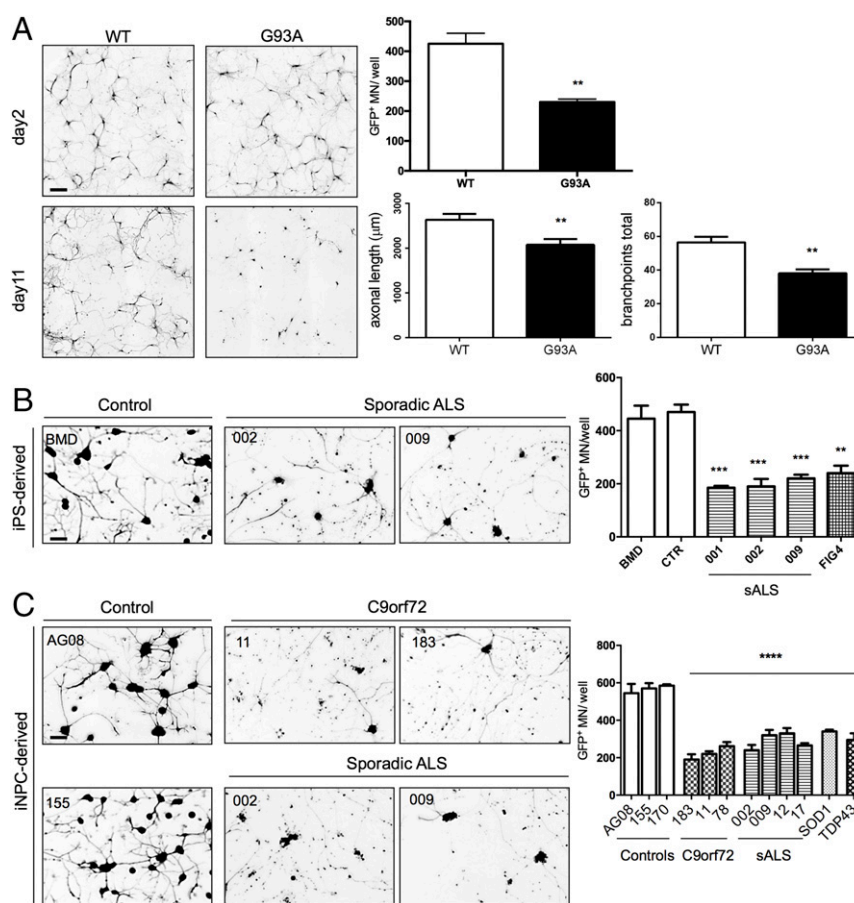 A
WT
G93A
day2
day11
GFP+ MN/ well
500
400
300
200
100
0
**
WT
G93A
axonal length (μm)
3000
2000
1000
0
**
WT
G93A
branchpoints total
80
60
40
20
0
**
WT
G93A
B
Control
Sporadic ALS
iPS-derived
BMD
002
009
GFP+ MN/well
600
400
200
0
***
***
***
**
BMD
CTR
001
002
009
FIG4
sALS
C
Control
C9orf72
iNPC-derived
AG08
11
183
Sporadic ALS
155
002
009
GFP+ MN/ well
800
600
400
200
0
****
AG08
155
170
183
11
78
002
009
12
17
SOD1
TDP43
Controls
C9orf72
sALS